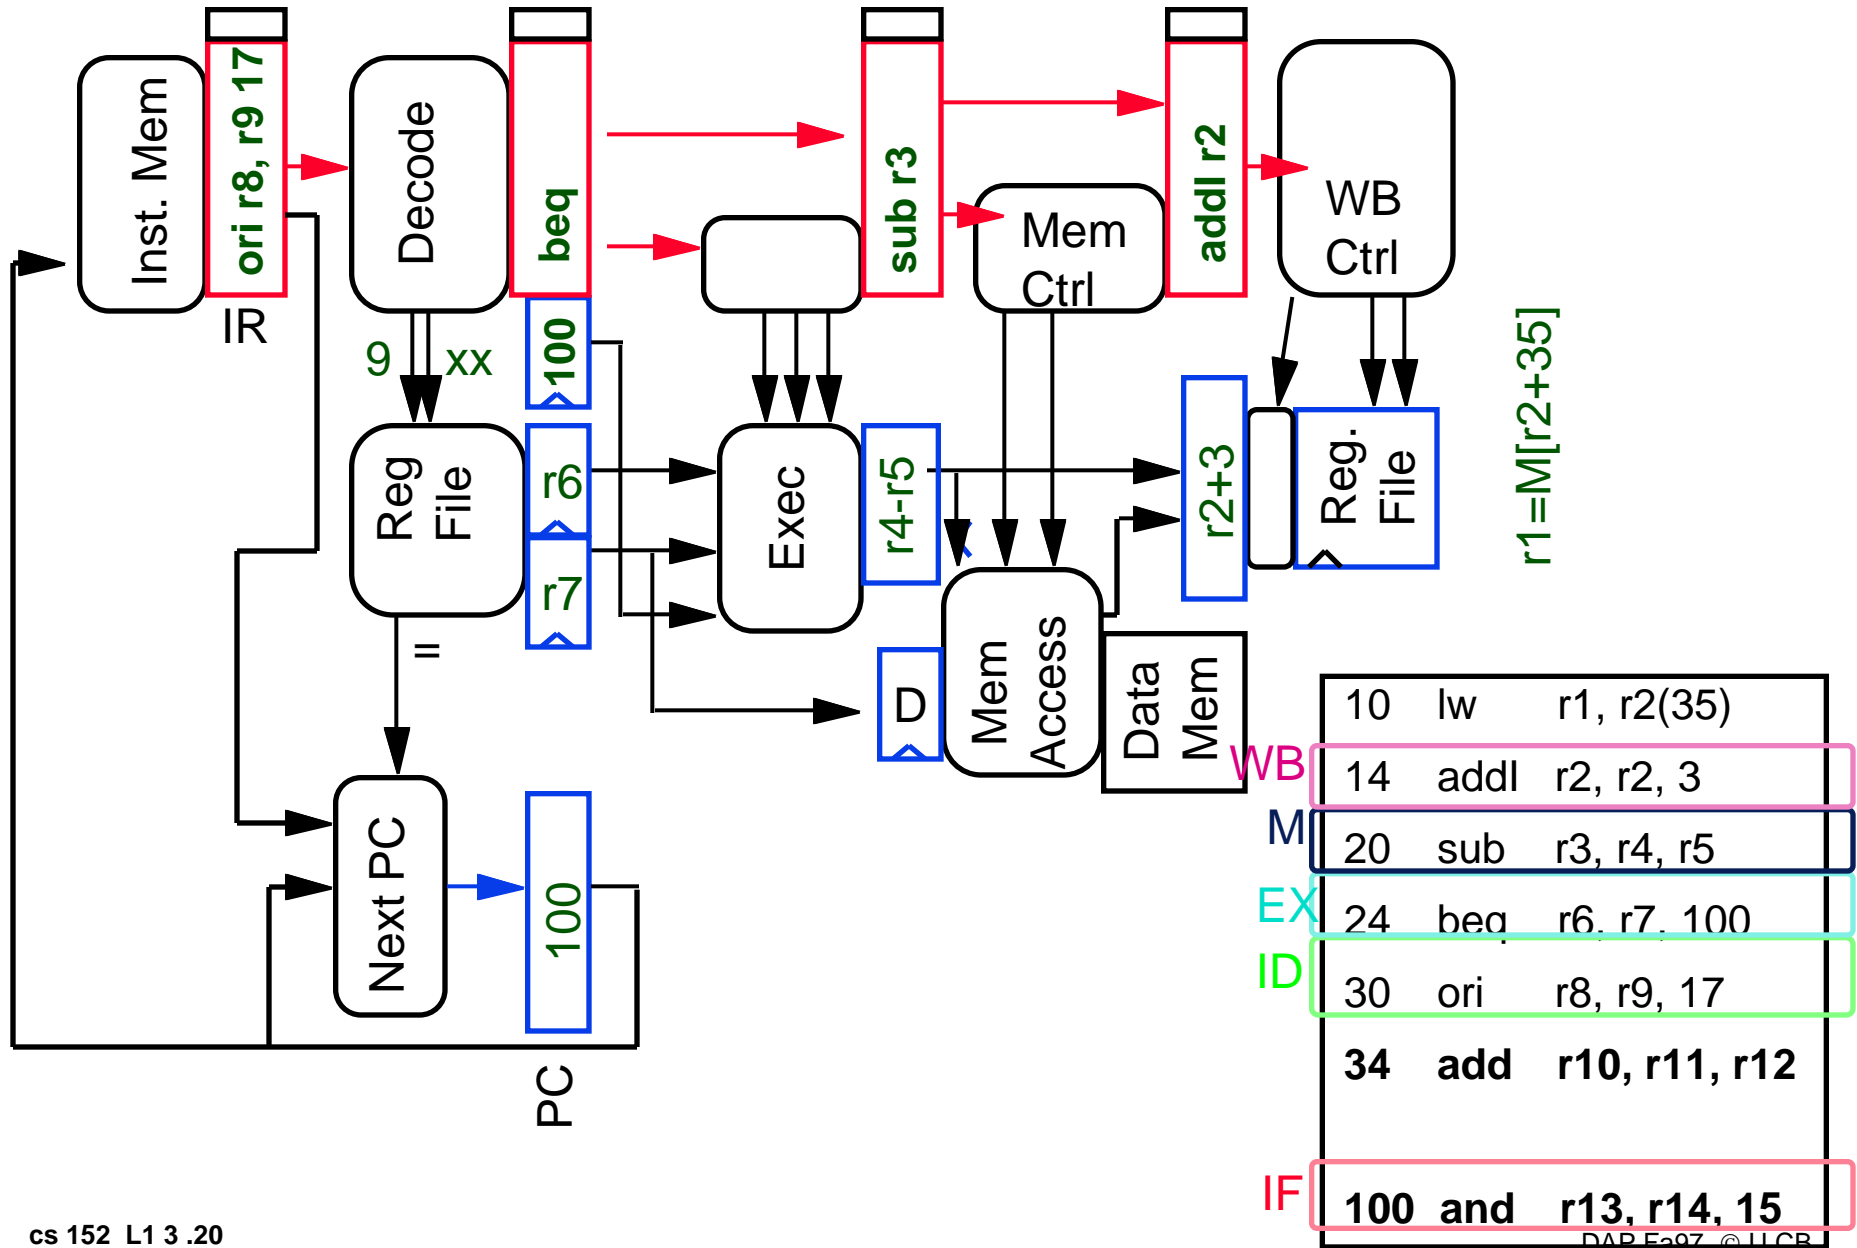 Inst. Mem
ori r8, r9 17
IR
Decode
beq
sub r3
Mem
Ctrl
addI r2
WB
Ctrl
9
xx
100
Reg
File
r6
r7
=
Exec
r4-r5
r2+3
Reg.
File
r1=M[r2+35]
D
Mem
Access
Data
Mem
Next PC
100
PC
10 lw r1, r2(35)
WB 14 addI r2, r2, 3
M 20 sub r3, r4, r5
EX 24 beq r6, r7, 100
ID 30 ori r8, r9, 17
34 add r10, r11, r12
IF 100 and r13, r14, 15
cs 152 L1 3 .20
DAP Fa97, © U.CB